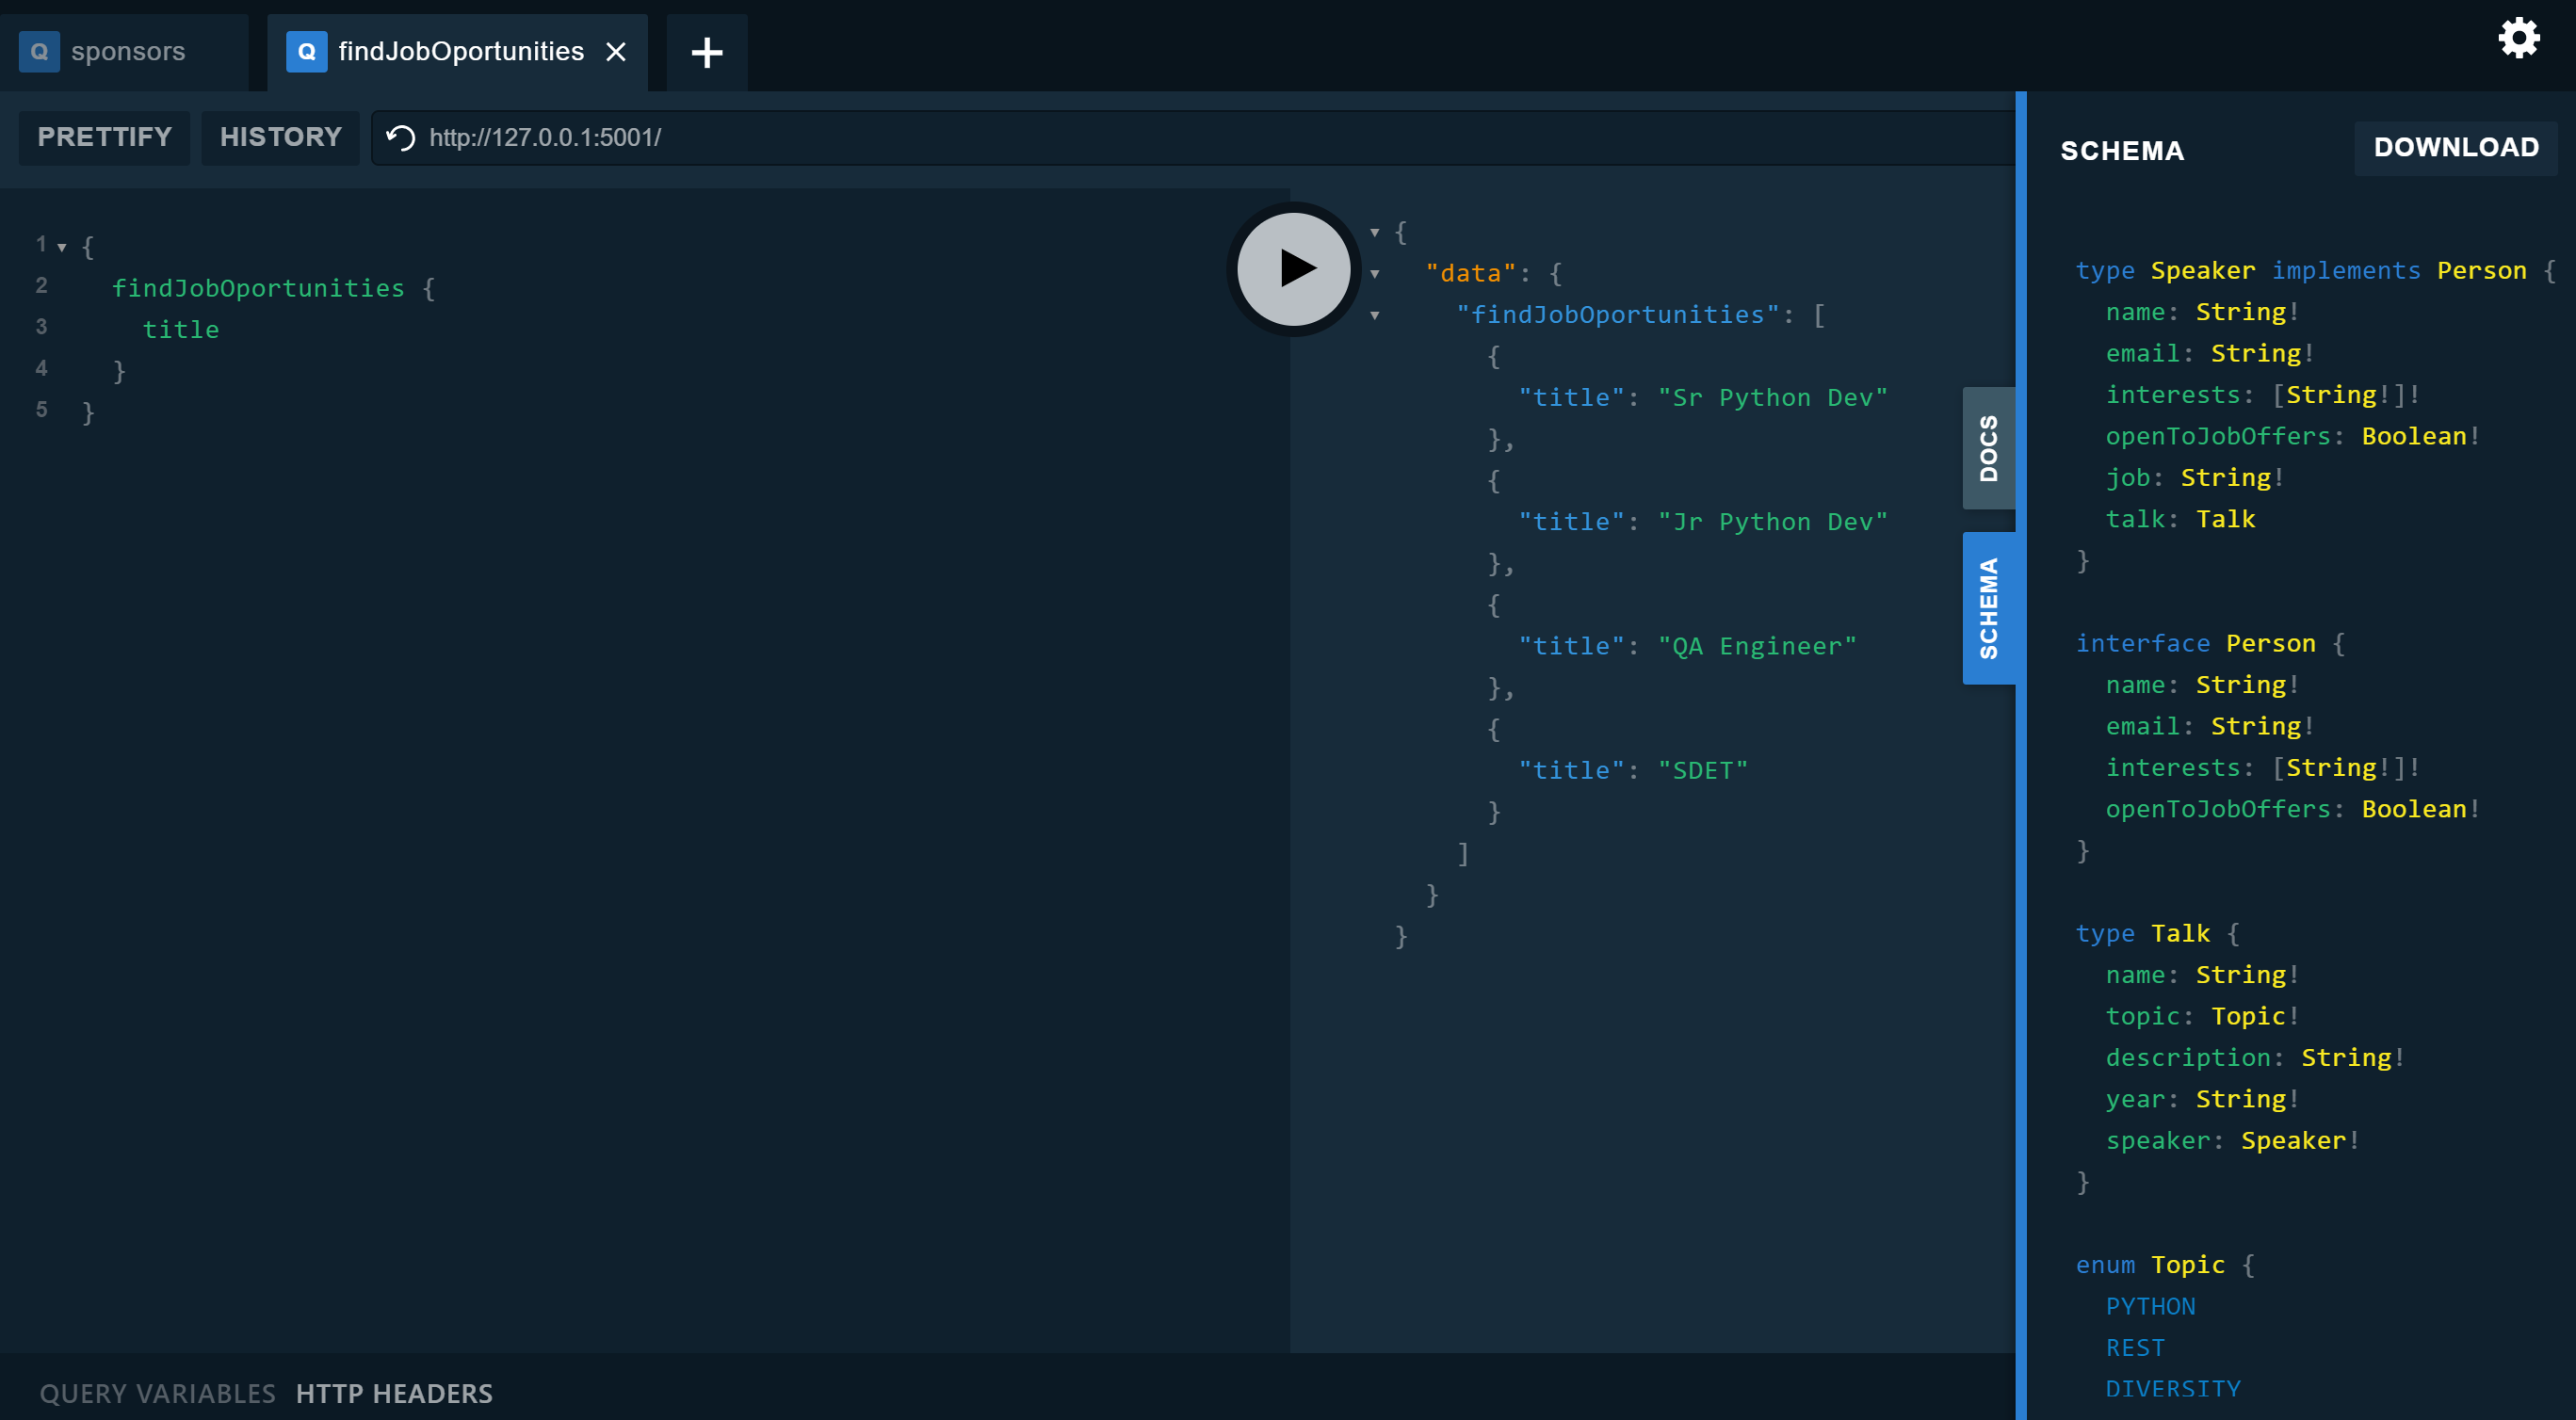 Q sponsors
Q findJobOportunities
PRETTIFY HISTORY http://127.0.0.1:5001/
1 {
2 findJobOportunities {
3 title
4 }
5 }
{
"data": {
"findJobOportunities": [
{
"title": "Sr Python Dev"
},
{
"title": "Jr Python Dev"
},
{
"title": "QA Engineer"
},
{
"title": "SDET"
}
]
}
}
DOCS
SCHEMA
SCHEMA DOWNLOAD
type Speaker implements Person {
name: String!
email: String!
interests: [String!]!
openToJobOffers: Boolean!
job: String!
talk: Talk
}
interface Person {
name: String!
email: String!
interests: [String!]!
openToJobOffers: Boolean!
}
type Talk {
name: String!
topic: Topic!
description: String!
year: String!
speaker: Speaker!
}
enum Topic {
PYTHON
REST
DIVERSITY
QUERY VARIABLES HTTP HEADERS